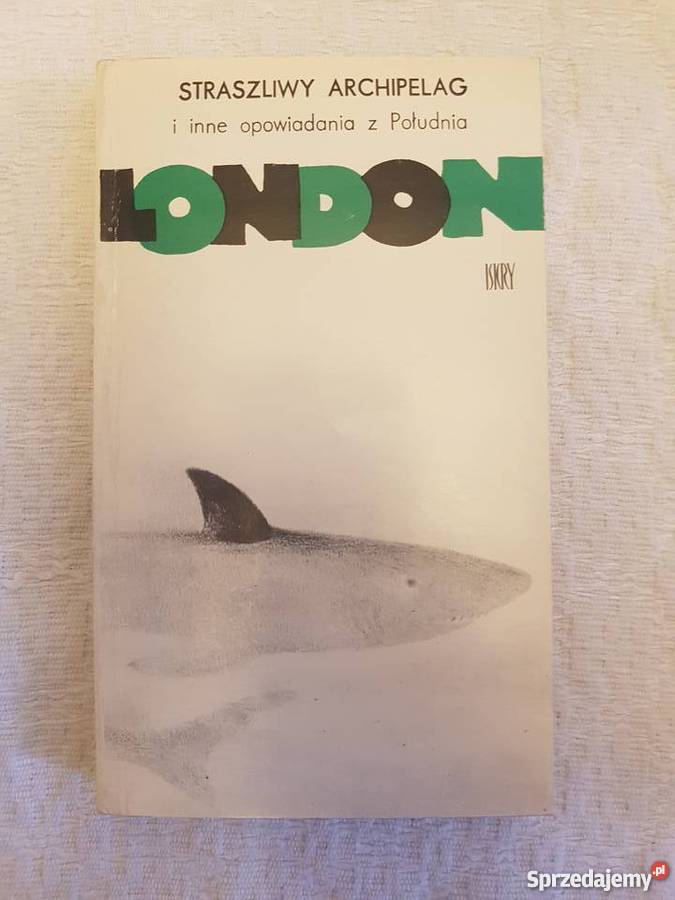 STRASZLIWY ARCHIPELAG
i inne opowiadania z Południa
LONDON
ISKRY
Sprzedajemy.pl